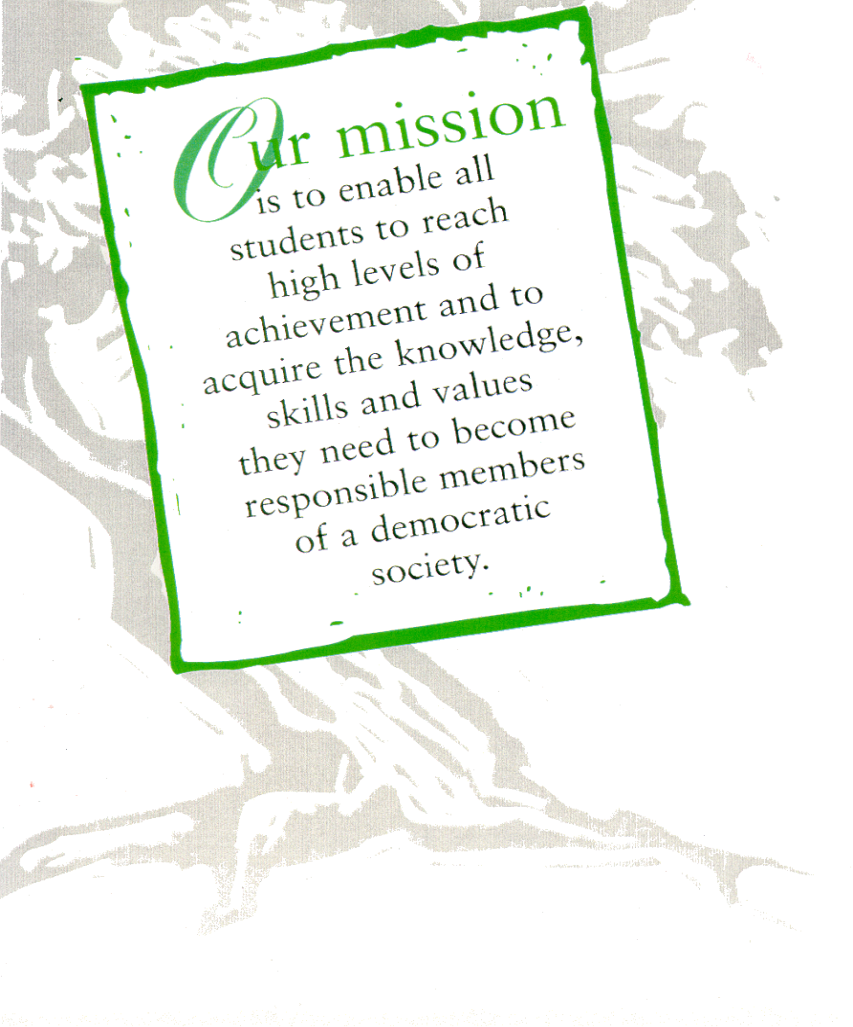 Our mission
is to enable all
students to reach
high levels of
achievement and to
acquire the knowledge,
skills and values
they need to become
responsible members
of a democratic
society.